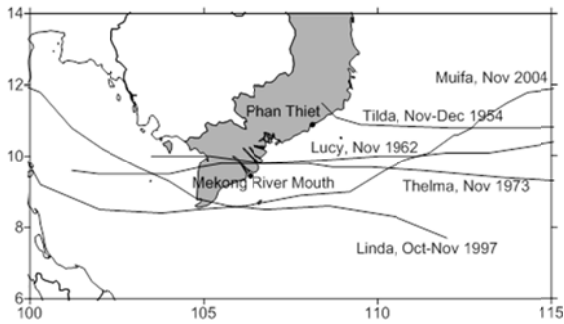 14
Muifa, Nov 2004
12
Phan Thiet
Tilda, Nov-Dec 1954
Lucy, Nov 1962
10
Mekong River Mouth
Thelma, Nov 1973
8
Linda, Oct-Nov 1997
6
100 105 110 115